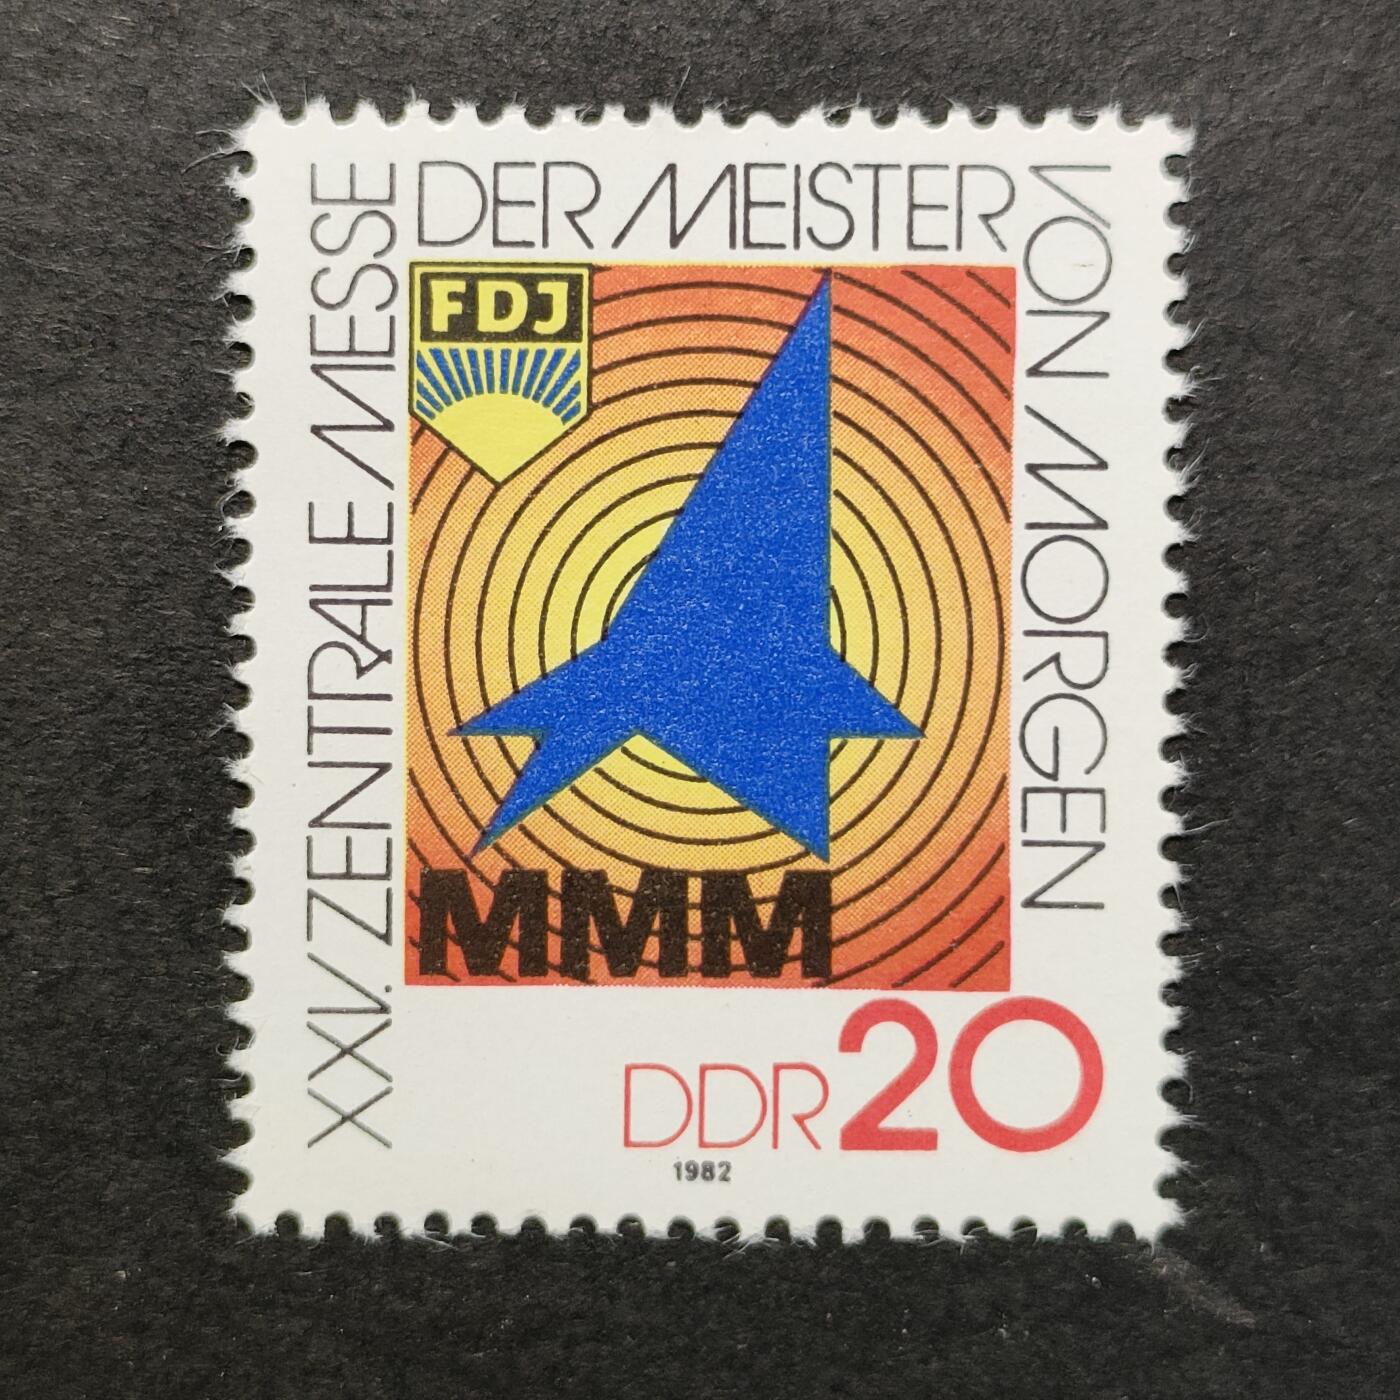 XXV. ZENTRALE MESSE
DER MEISTER
VON MORGEN
FDJ
MMM
DDR 20
1982